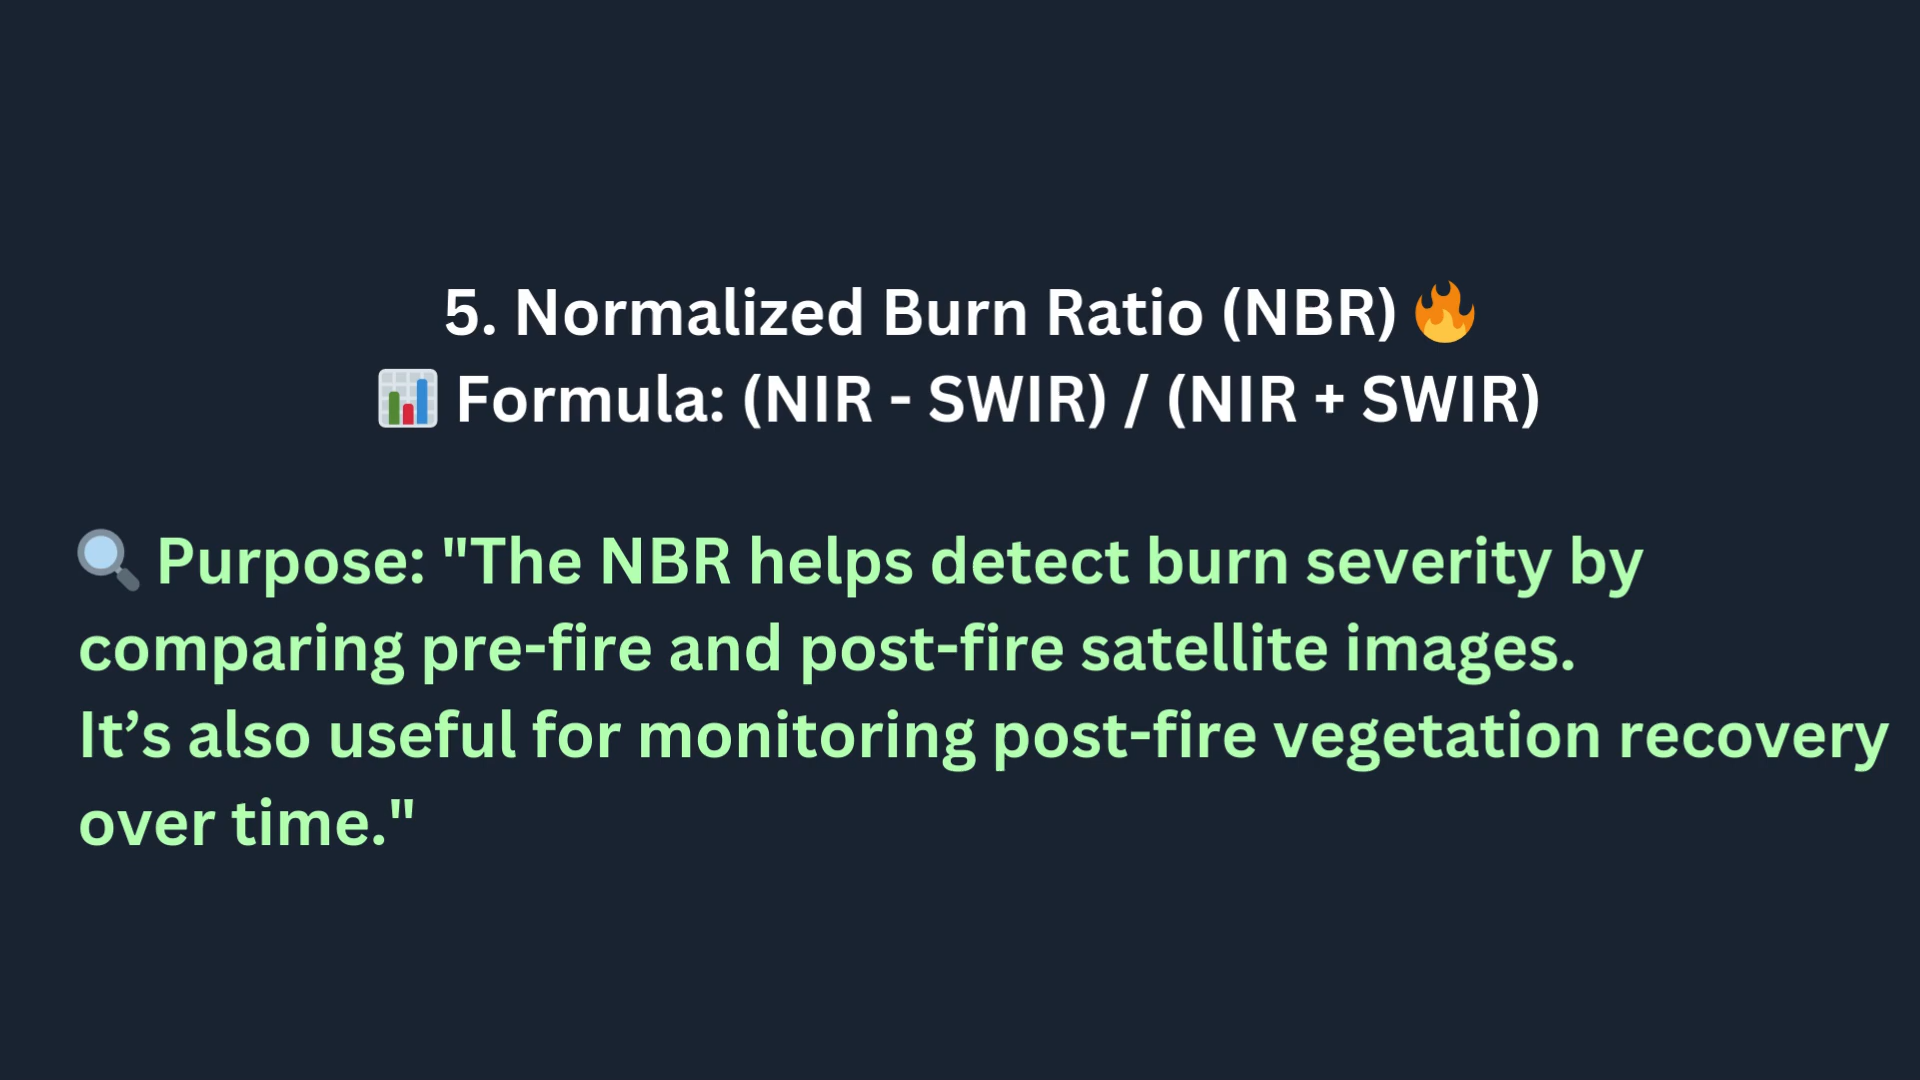 5. Normalized Burn Ratio (NBR) 🔥
📊 Formula: (NIR - SWIR) / (NIR + SWIR)
🔍 Purpose: "The NBR helps detect burn severity by
comparing pre-fire and post-fire satellite images.
It’s also useful for monitoring post-fire vegetation recovery
over time."